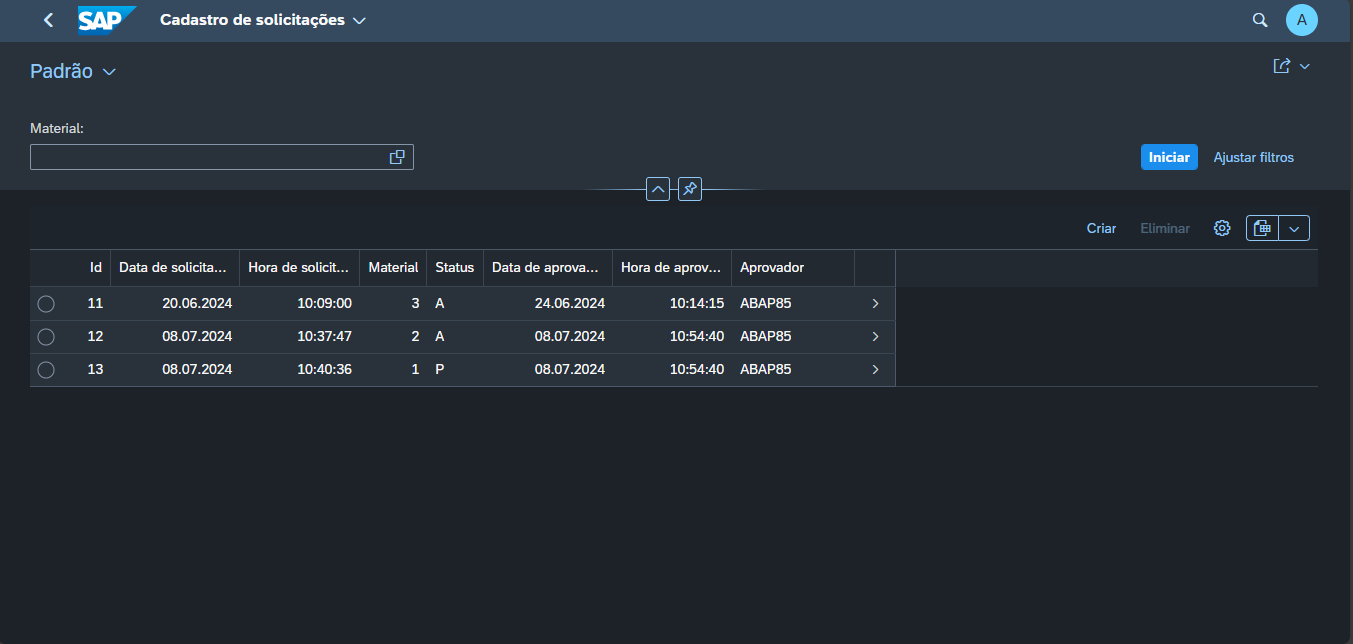 SAP Cadastro de solicitações A
Padrão
Material:
Iniciar Ajustar filtros
Criar Eliminar
Id Data de solicita... Hora de solicit... Material Status Data de aprova... Hora de aprov... Aprovador
11 20.06.2024 10:09:00 3 A 24.06.2024 10:14:15 ABAP85
12 08.07.2024 10:37:47 2 A 08.07.2024 10:54:40 ABAP85
13 08.07.2024 10:40:36 1 P 08.07.2024 10:54:40 ABAP85